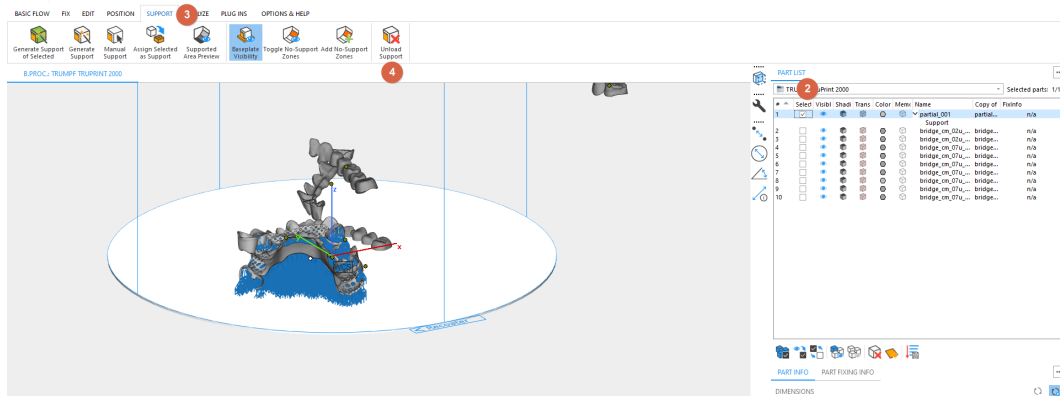 BASIC FLOW FIX EDIT POSITION SUPPORT 3 PLUG INS OPTIONS & HELP
Generate Support of Selected
Generate Support
Manual Support
Assign Selected as Support
Supported Area Preview
Baseplate Visibility
Toggle No-Support Zones
Add No-Support Zones
Unload Support
4
B.PROC.: TRUMPF TRUPRINT 2000
PART LIST
2
Print 2000
Selected parts: 1/1
# Selec Visibl Shadi Trans Color Memo Name Copy of Fixinfo
1 partial_001 partial... n/a
Support
2 bridge_cm_02u_... bridge... n/a
3 bridge_cm_02u_... bridge... n/a
4 bridge_cm_07u_... bridge... n/a
5 bridge_cm_07u_... bridge... n/a
6 bridge_cm_07u_... bridge... n/a
7 bridge_cm_07u_... bridge... n/a
8 bridge_cm_07u_... bridge... n/a
9 bridge_cm_07u_... bridge... n/a
10 bridge_cm_07u_... bridge... n/a
z
x
Recoater
PART INFO PART FIXING INFO
DIMENSIONS